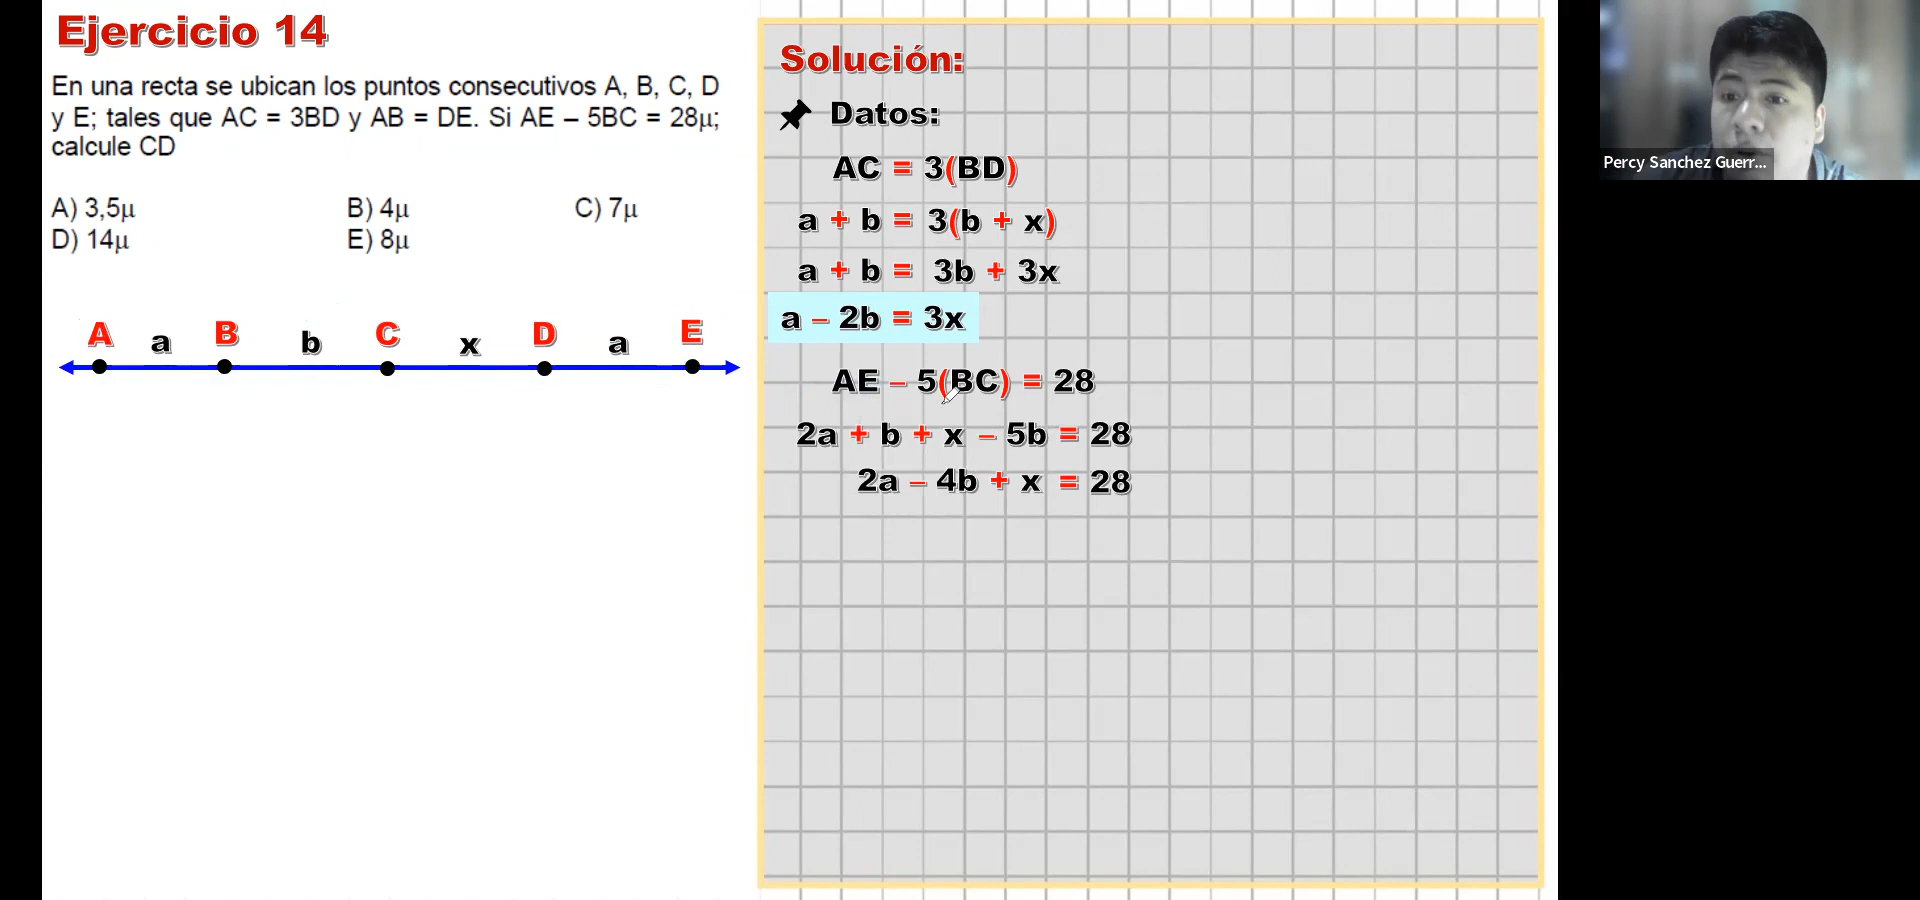 Ejercicio 14
En una recta se ubican los puntos consecutivos A, B, C, D
y E; tales que AC = 3BD y AB = DE. Si AE – 5BC = 28μ;
calcule CD
A) 3,5μ B) 4μ C) 7μ
D) 14μ E) 8μ
A a B b C x D a E
Solución:
Datos:
AC = 3(BD)
a + b = 3(b + x)
a + b = 3b + 3x
a – 2b = 3x
AE – 5(BC) = 28
2a + b + x – 5b = 28
2a – 4b + x = 28
Percy Sanchez Guerr...